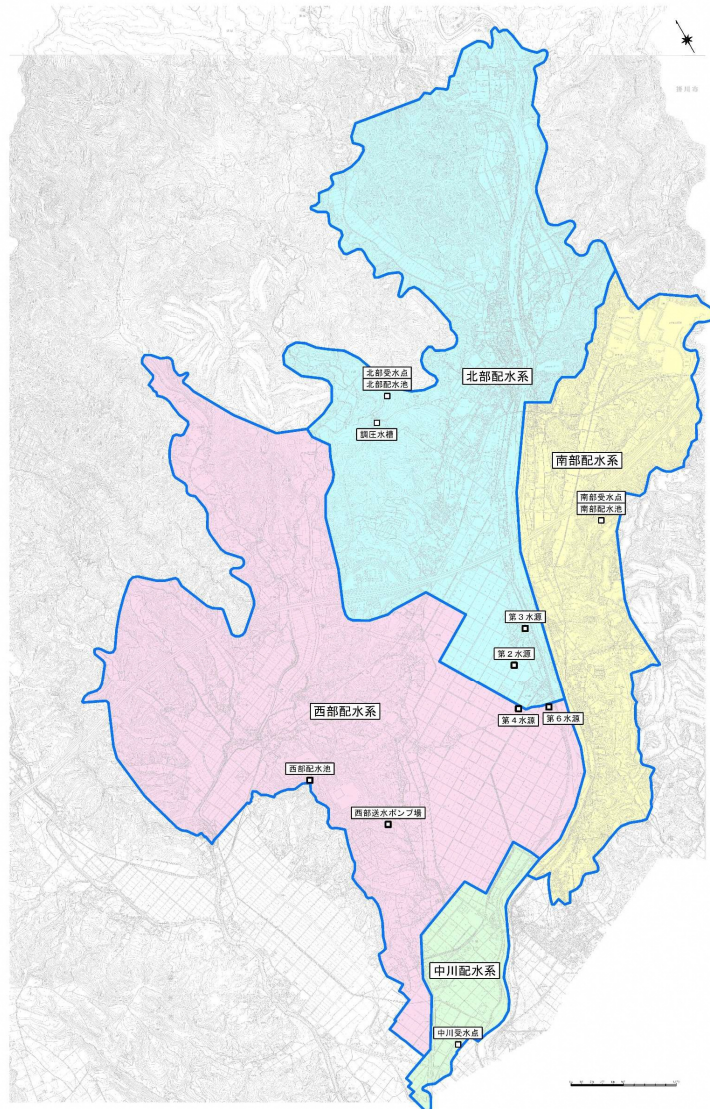 北部受水点
北部配水池
北部配水系
調圧水槽
南部配水系
南部受水点
南部配水池
第3水源
第2水源
西部配水系
第4水源
第6水源
西部配水池
西部送水ポンプ場
中川配水系
中川受水点